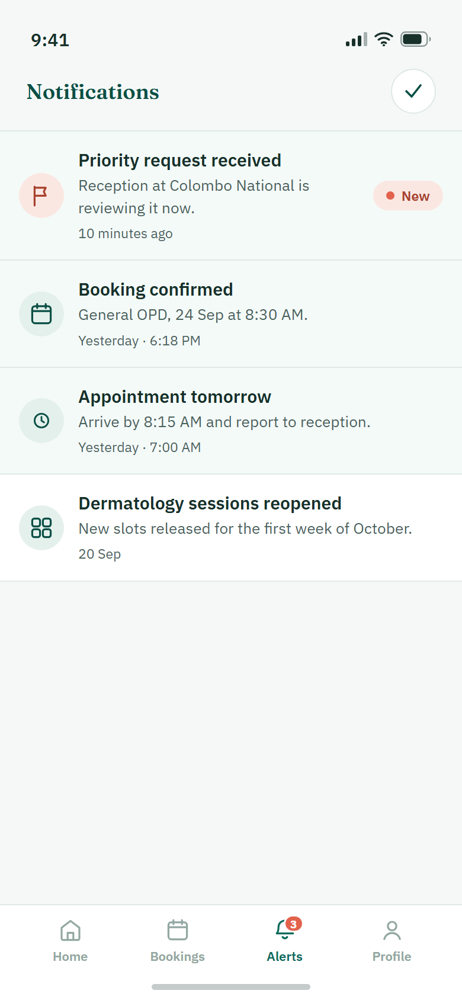 9:41
Notifications
Priority request received
Reception at Colombo National is
reviewing it now.
10 minutes ago
New
Booking confirmed
General OPD, 24 Sep at 8:30 AM.
Yesterday · 6:18 PM
Appointment tomorrow
Arrive by 8:15 AM and report to reception.
Yesterday · 7:00 AM
Dermatology sessions reopened
New slots released for the first week of October.
20 Sep
3
Home
Bookings
Alerts
Profile